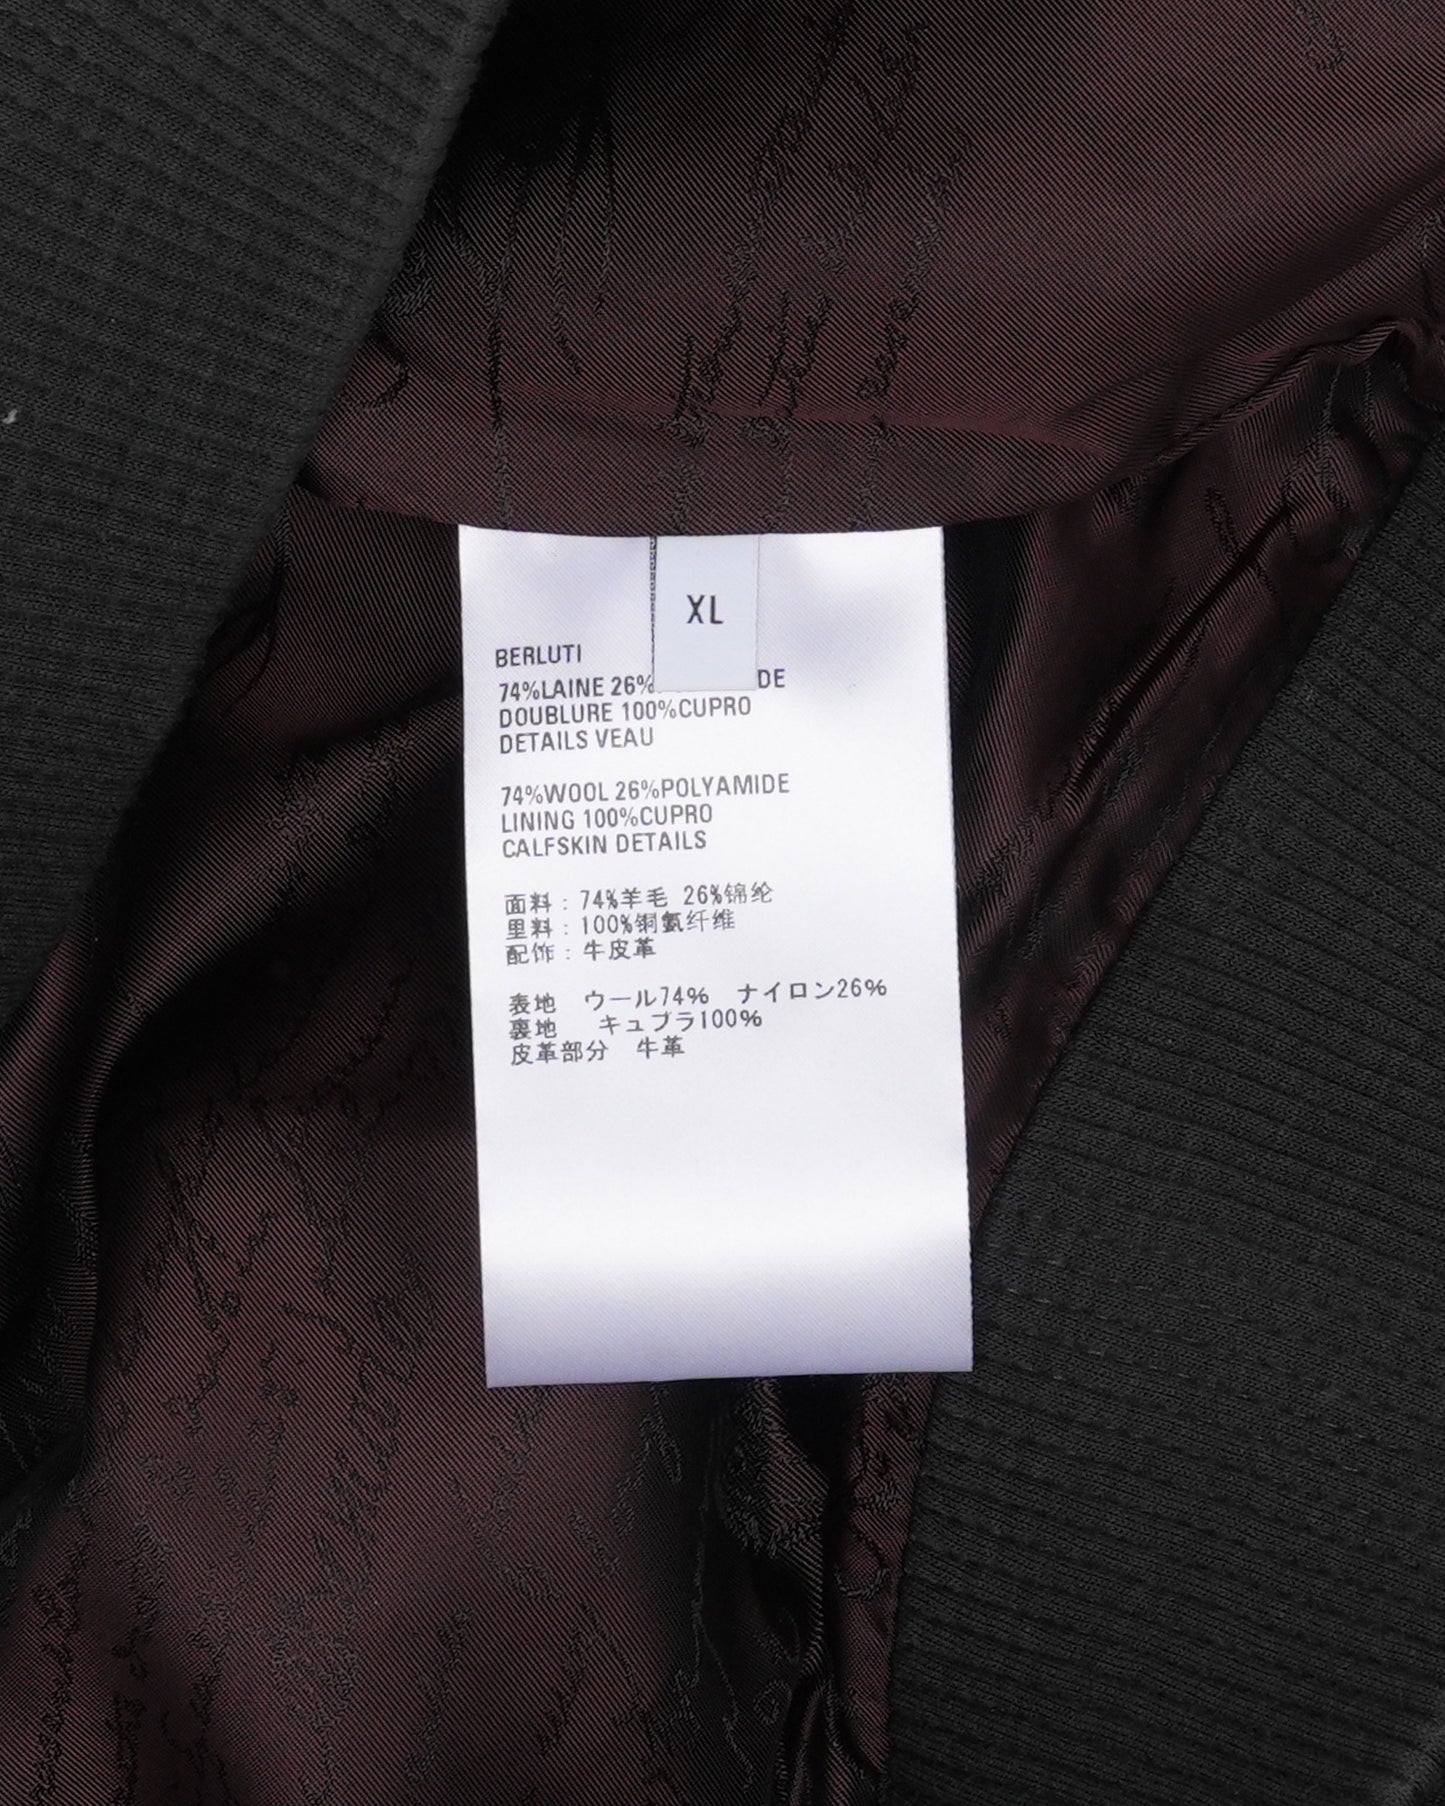 XL
BERLUTI
74%LAINE 26% DE
DOUBLURE 100%CUPRO
DETAILS VEAU
74%WOOL 26%POLYAMIDE
LINING 100%CUPRO
CALFSKIN DETAILS
面料：74%羊毛 26%锦纶
里料：100%铜氨纤维
配饰：牛皮革
表地 ウール74% ナイロン26%
裏地 キュプラ100%
皮革部分 牛革